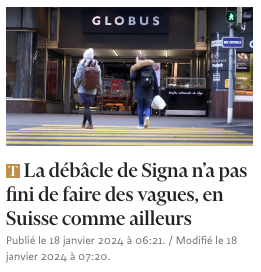 GLOBUS
T La débâcle de Signa n'a pas
fini de faire des vagues, en
Suisse comme ailleurs
Publié le 18 janvier 2024 à 06:21. / Modifié le 18
janvier 2024 à 07:20.